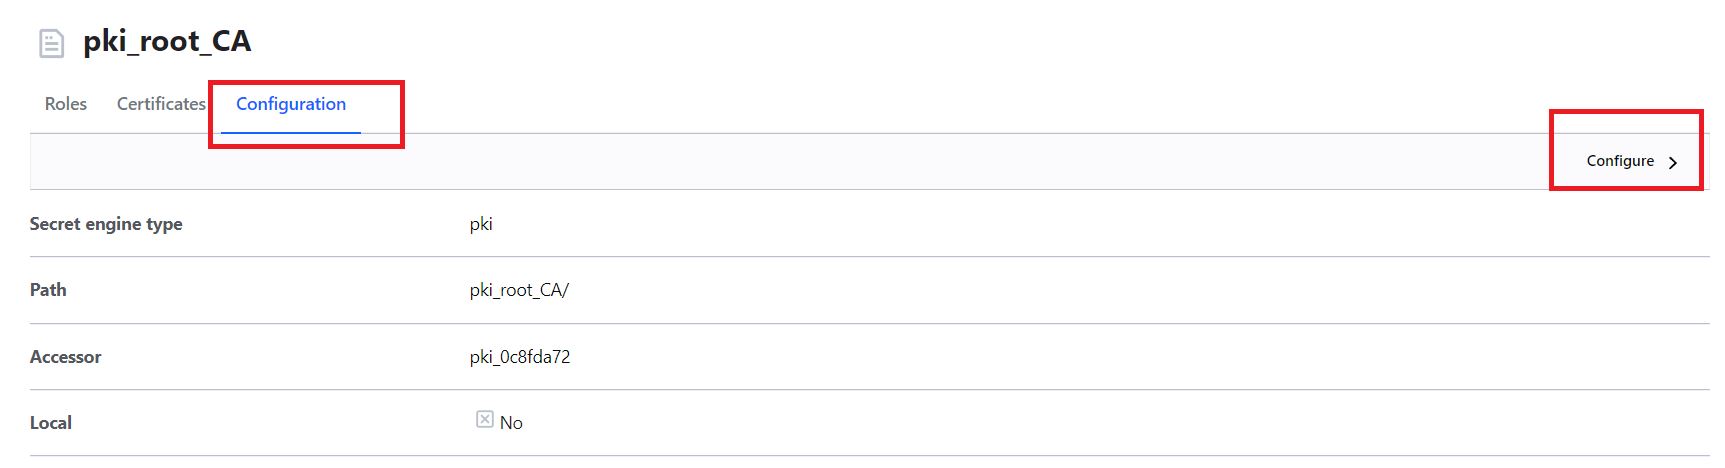 pki_root_CA
Roles Certificates Configuration
Configure
Secret engine type pki
Path pki_root_CA/
Accessor pki_0c8fda72
Local No